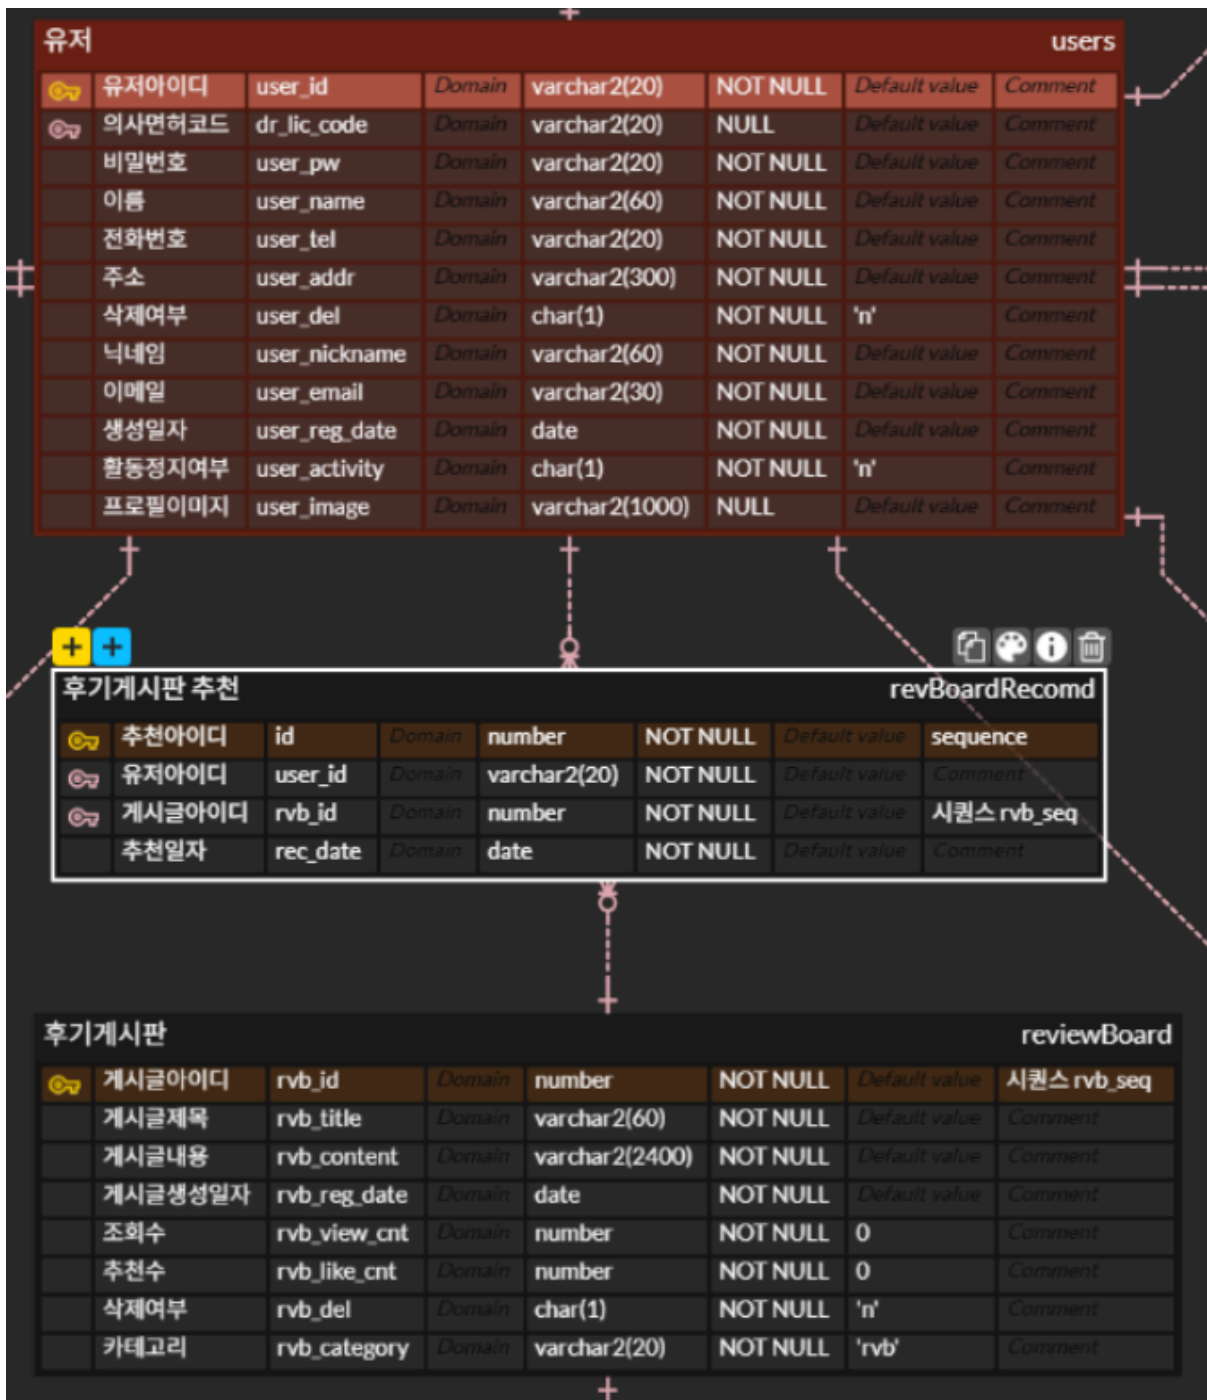 유저 users
유저아이디 user_id Domain varchar2(20) NOT NULL Default value Comment
의사면허코드 dr_lic_code Domain varchar2(20) NULL Default value Comment
비밀번호 user_pw Domain varchar2(20) NOT NULL Default value Comment
이름 user_name Domain varchar2(60) NOT NULL Default value Comment
전화번호 user_tel Domain varchar2(20) NOT NULL Default value Comment
주소 user_addr Domain varchar2(300) NOT NULL Default value Comment
삭제여부 user_del Domain char(1) NOT NULL 'n' Comment
닉네임 user_nickname Domain varchar2(60) NOT NULL Default value Comment
이메일 user_email Domain varchar2(30) NOT NULL Default value Comment
생성일자 user_reg_date Domain date NOT NULL Default value Comment
활동정지여부 user_activity Domain char(1) NOT NULL 'n' Comment
프로필이미지 user_image Domain varchar2(1000) NULL Default value Comment
후기게시판 추천 revBoardRecomd
추천아이디 id Domain number NOT NULL Default value sequence
유저아이디 user_id Domain varchar2(20) NOT NULL Default value Comment
게시글아이디 rvb_id Domain number NOT NULL Default value 시퀀스 rvb_seq
추천일자 rec_date Domain date NOT NULL Default value Comment
후기게시판 reviewBoard
게시글아이디 rvb_id Domain number NOT NULL Default value 시퀀스 rvb_seq
게시글제목 rvb_title Domain varchar2(60) NOT NULL Default value Comment
게시글내용 rvb_content Domain varchar2(2400) NOT NULL Default value Comment
게시글생성일자 rvb_reg_date Domain date NOT NULL Default value Comment
조회수 rvb_view_cnt Domain number NOT NULL 0 Comment
추천수 rvb_like_cnt Domain number NOT NULL 0 Comment
삭제여부 rvb_del Domain char(1) NOT NULL 'n' Comment
카테고리 rvb_category Domain varchar2(20) NOT NULL 'rvb' Comment